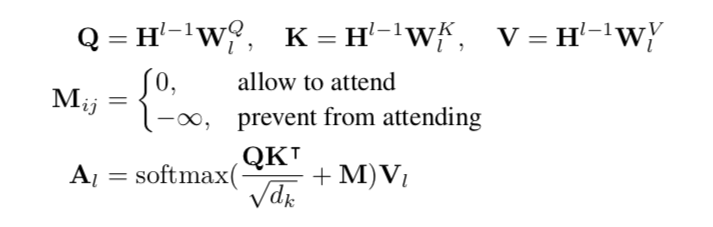 Q = H^{l−1}W_l^Q, K = H^{l−1}W_l^K, V = H^{l−1}W_l^V
M_{ij} = { 0, allow to attend
−∞, prevent from attending
A_l = softmax(QK^⊤/√d_k + M)V_l